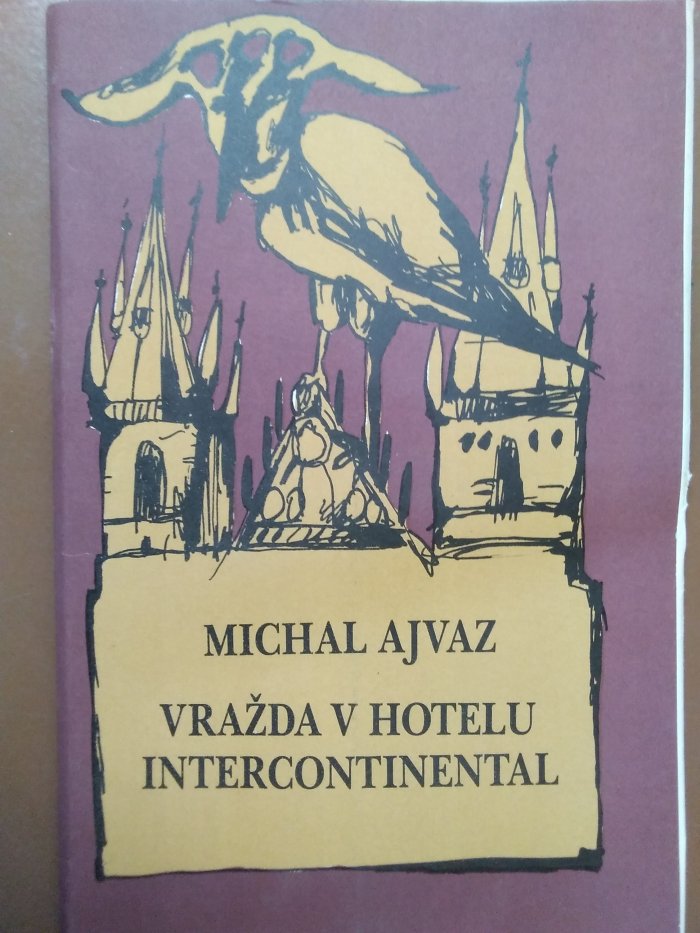 MICHAL AJVAZ
VRAŽDA V HOTELU
INTERCONTINENTAL